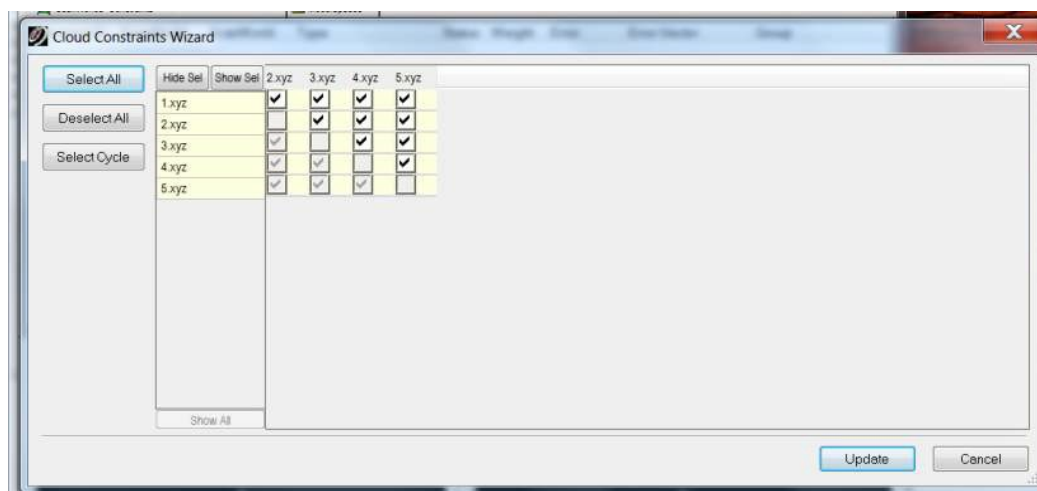 Cloud Constraints Wizard
Select All
Deselect All
Select Cycle
Hide Sel Show Sel 2.xyz 3.xyz 4.xyz 5.xyz
1.xyz
2.xyz
3.xyz
4.xyz
5.xyz
Show All
Update Cancel